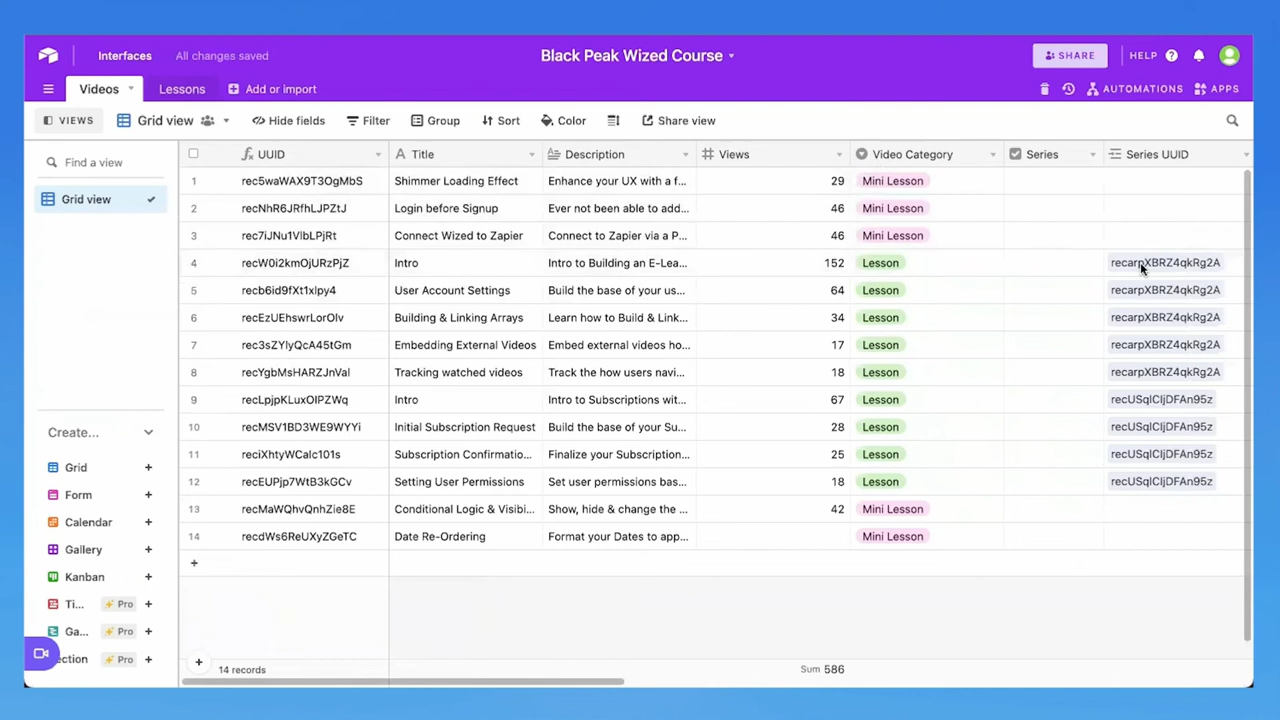 Interfaces All changes saved Black Peak Wized Course SHARE HELP
Videos Lessons Add or import AUTOMATIONS APPS
VIEWS Grid view Hide fields Filter Group Sort Color Share view
Find a view
Grid view
UUID Title Description Views Video Category Series Series UUID
1 rec5waWAX9T3OgMbS Shimmer Loading Effect Enhance your UX with a f... 29 Mini Lesson
2 recNhR6JRfhLJPZtJ Login before Signup Ever not been able to add... 46 Mini Lesson
3 rec7iJNu1VlbLPjRt Connect Wized to Zapier Connect to Zapier via a P... 46 Mini Lesson
4 recW0i2kmOjURzPjZ Intro Intro to Building an E-Lea... 152 Lesson recarpXBRZ4qkRg2A
5 recb6id9fXt1xlpy4 User Account Settings Build the base of your us... 64 Lesson recarpXBRZ4qkRg2A
6 recEzUEhswrLorOlv Building & Linking Arrays Learn how to Build & Link... 34 Lesson recarpXBRZ4qkRg2A
7 rec3sZYlyQcA45tGm Embedding External Videos Embed external videos ho... 17 Lesson recarpXBRZ4qkRg2A
8 recYgbMsHARZJnVal Tracking watched videos Track the how users navi... 18 Lesson recarpXBRZ4qkRg2A
9 recLpjpKLuxOIPZWq Intro Intro to Subscriptions wit... 67 Lesson recUSqlCIjDFAn95z
10 recMSV1BD3WE9WYYi Initial Subscription Request Build the base of your Su... 28 Lesson recUSqlCIjDFAn95z
11 reciXhtyWCalc101s Subscription Confirmatio... Finalize your Subscription... 25 Lesson recUSqlCIjDFAn95z
12 recEUPjp7WtB3kGCv Setting User Permissions Set user permissions bas... 18 Lesson recUSqlCIjDFAn95z
13 recMaWQhvQnhZie8E Conditional Logic & Visibi... Show, hide & change the ... 42 Mini Lesson
14 recdWs6ReUXyZGeTC Date Re-Ordering Format your Dates to app... Mini Lesson
Create...
Grid
Form
Calendar
Gallery
Kanban
Ti... Pro
Ga... Pro
ection Pro
14 records Sum 586